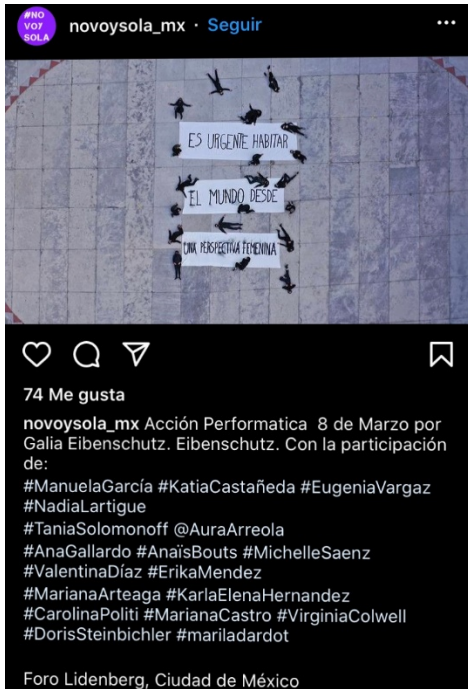 #NO
VOY
SOLA
novoysola_mx · Seguir
ES URGENTE HABITAR
EL MUNDO DESDE
UNA PERSPECTIVA FEMENINA
74 Me gusta
novoysola_mx Acción Performatica  8 de Marzo por
Galia Eibenschutz. Eibenschutz. Con la participación
de:
#ManuelaGarcía #KatiaCastañeda #EugeniaVargaz
#NadiaLartigue
#TaniaSolomonoff @AuraArreola
#AnaGallardo #AnaïsBouts #MichelleSaenz
#ValentinaDíaz #ErikaMendez
#MarianaArteaga #KarlaElenaHernandez
#CarolinaPoliti #MarianaCastro #VirginiaColwell
#DorisSteinbichler #mariladardot
Foro Lidenberg, Ciudad de México